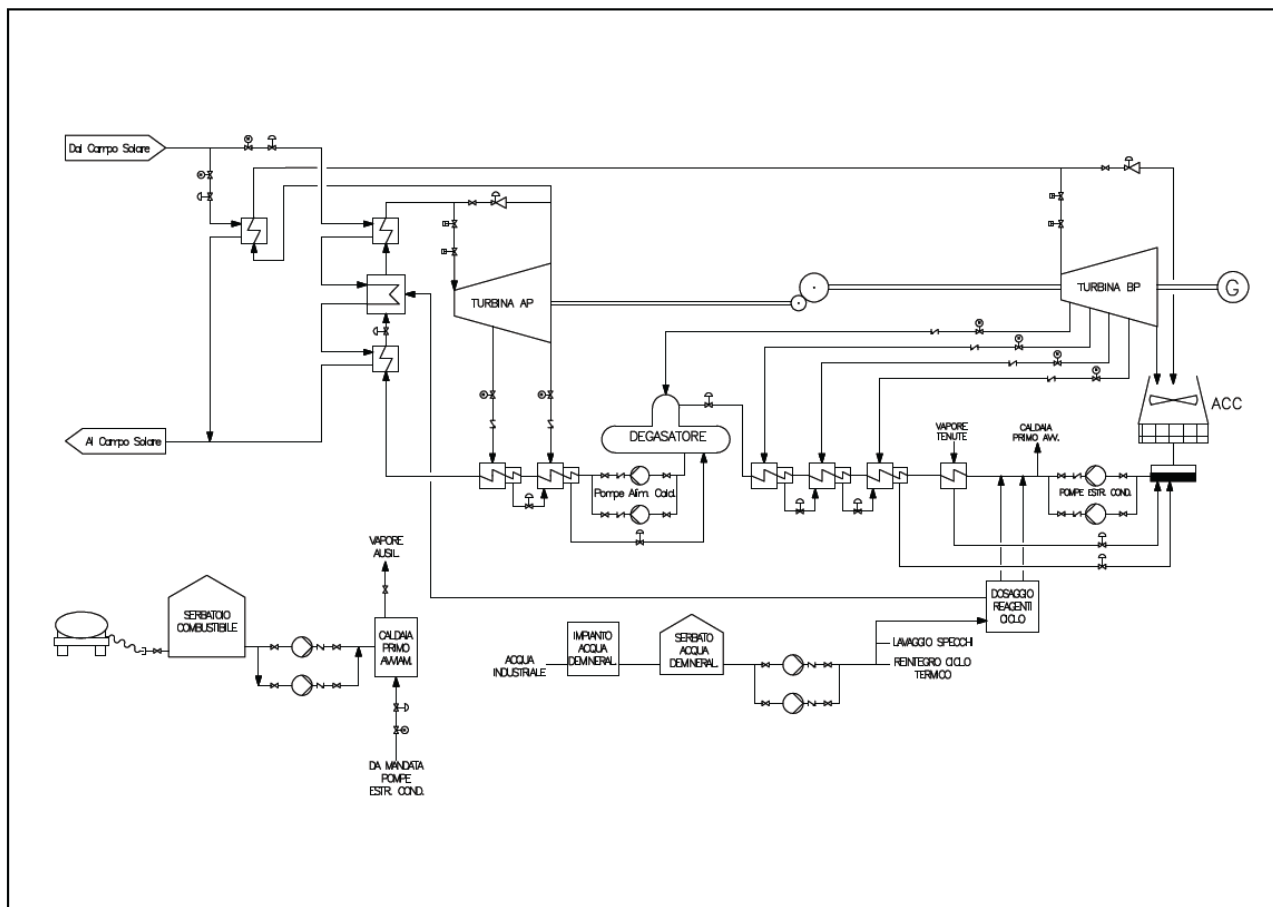 Dal Campo Solare
TURBINA AP
TURBINA BP
G
ACC
Al Campo Solare
DEGASATORE
VAPORE
TENUTE
CALDAIA
PRIMO AVV.
Pompe Alim. Cald.
POMPE ESTR. COND.
VAPORE
AUSIL.
SERBATOIO
COMBUSTIBILE
CALDAIA
PRIMO
AVVIAM.
IMPIANTO
ACQUA
DEMINERAL.
SERBATO
ACQUA
DEMINERAL.
DOSAGGIO
REAGENTI
CICLO
LAVAGGIO SPECCHI
ACQUA
INDUSTRIALE
REINTEGRO CICLO
TERMICO
DA MANDATA
POMPE
ESTR. COND.